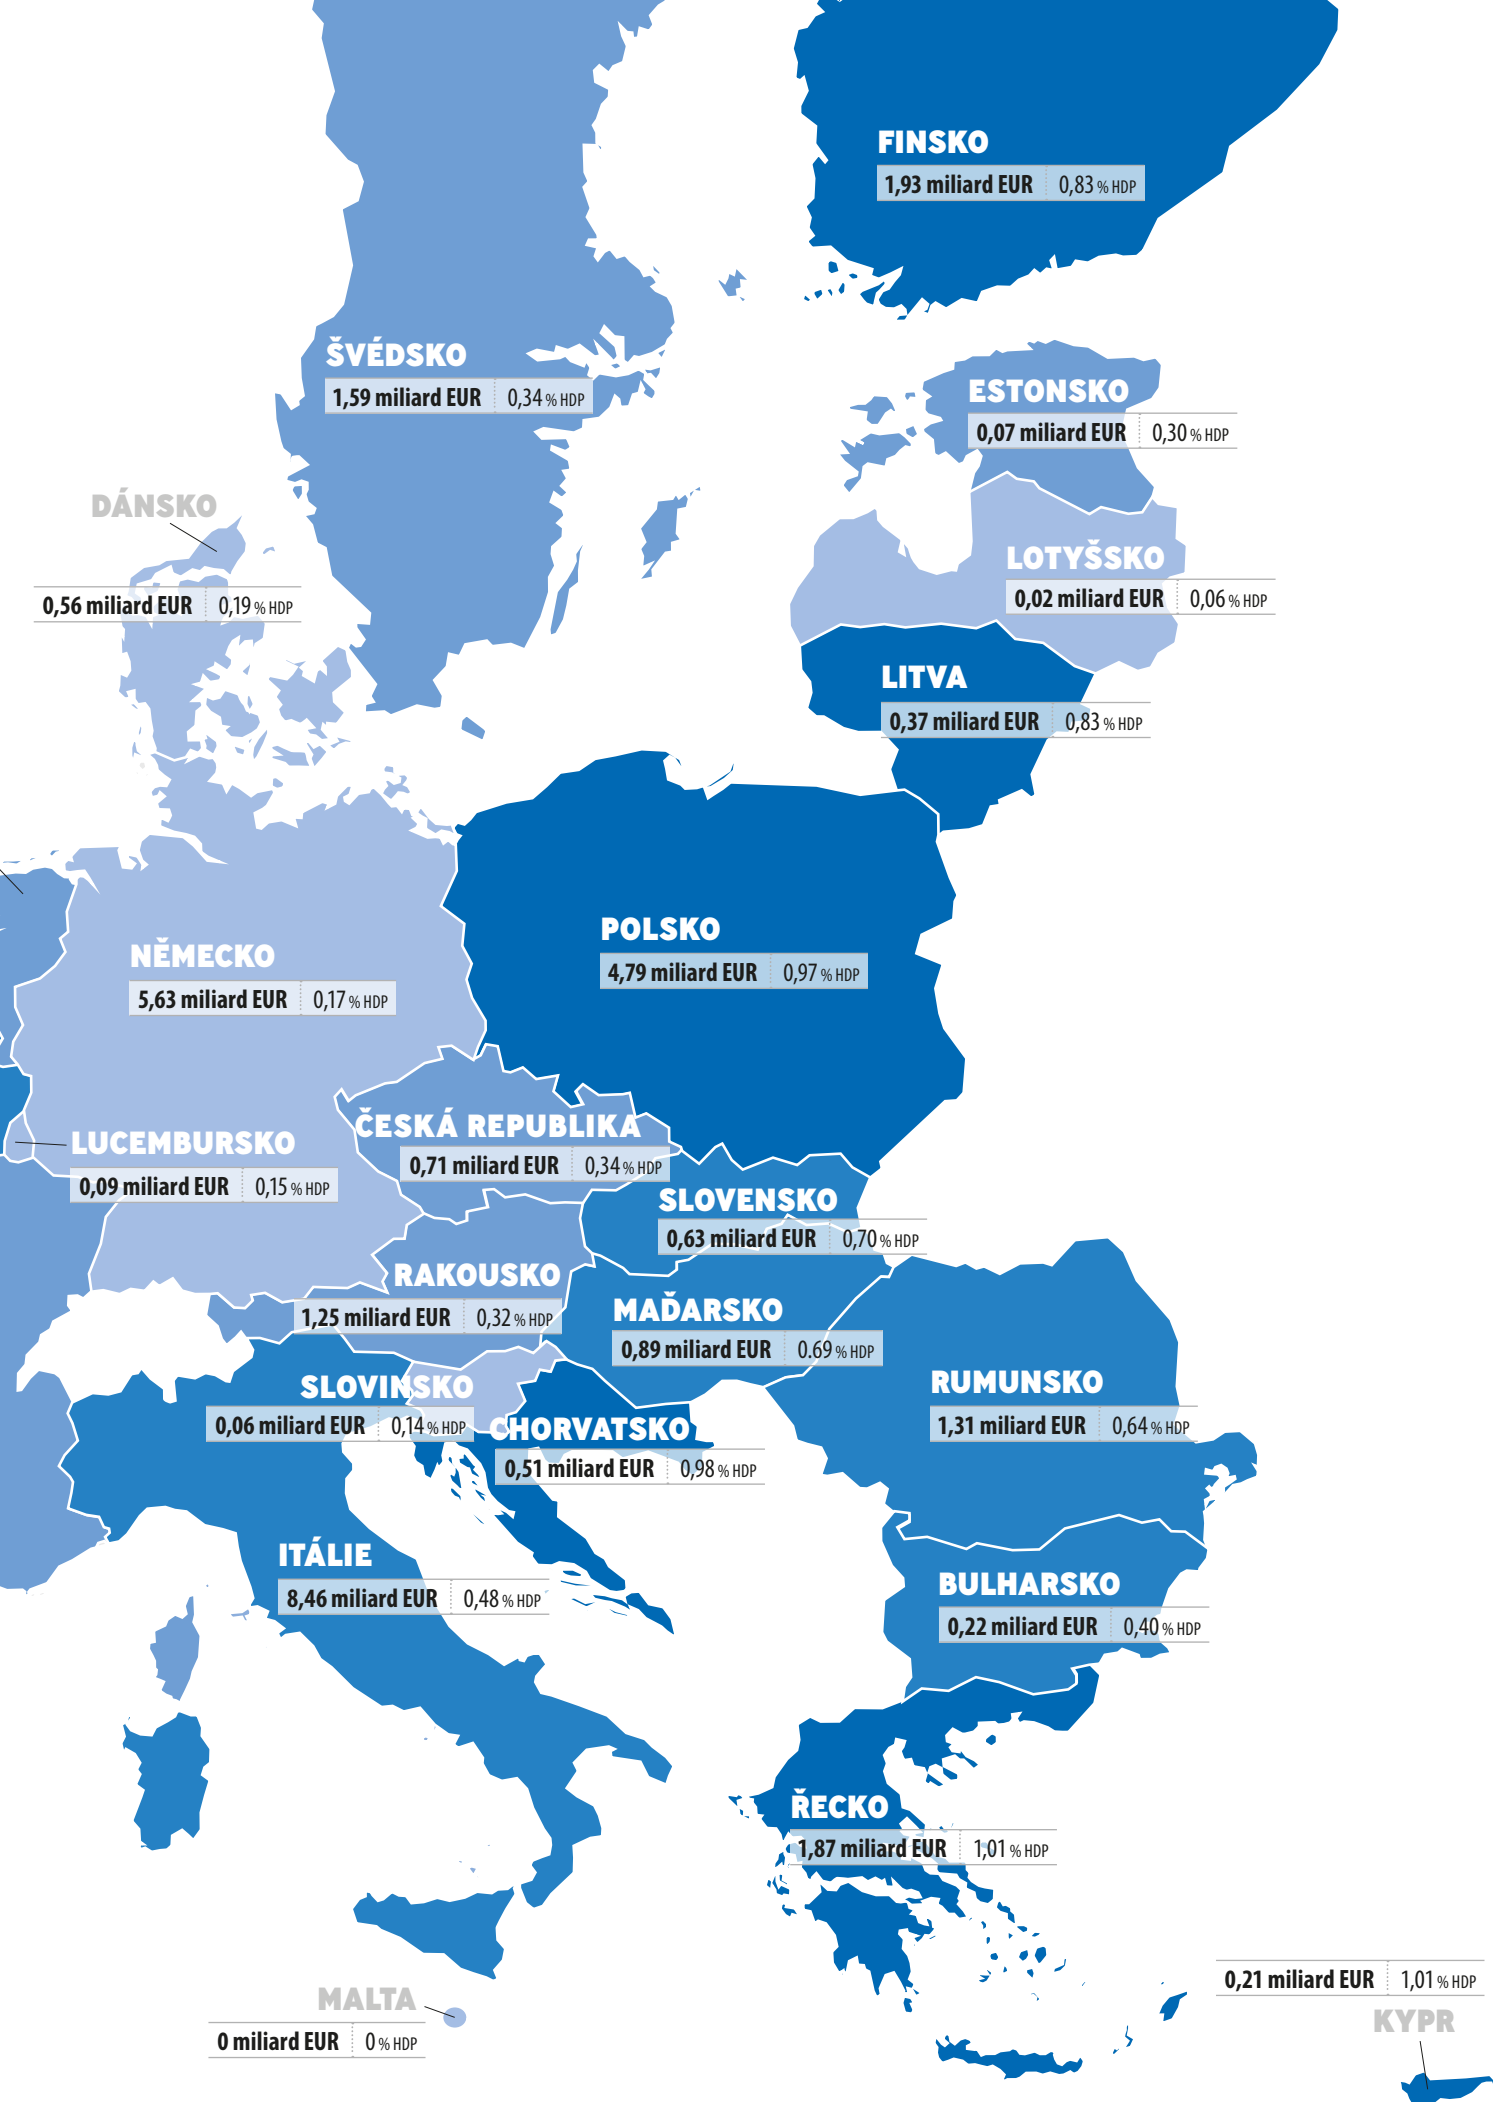 FINSKO
1,93 miliard EUR 0,83 % HDP
ŠVÉDSKO
1,59 miliard EUR 0,34 % HDP
ESTONSKO
0,07 miliard EUR 0,30 % HDP
DÁNSKO
0,56 miliard EUR 0,19 % HDP
LOTYŠSKO
0,02 miliard EUR 0,06 % HDP
LITVA
0,37 miliard EUR 0,83 % HDP
POLSKO
4,79 miliard EUR 0,97 % HDP
NĚMECKO
5,63 miliard EUR 0,17 % HDP
ČESKÁ REPUBLIKA
0,71 miliard EUR 0,34 % HDP
LUCEMBURSKO
0,09 miliard EUR 0,15 % HDP
SLOVENSKO
0,63 miliard EUR 0,70 % HDP
RAKOUSKO
1,25 miliard EUR 0,32 % HDP
MAĎARSKO
0,89 miliard EUR 0.69 % HDP
RUMUNSKO
1,31 miliard EUR 0,64 % HDP
SLOVINSKO
0,06 miliard EUR 0,14 % HDP
CHORVATSKO
0,51 miliard EUR 0,98 % HDP
ITÁLIE
8,46 miliard EUR 0,48 % HDP
BULHARSKO
0,22 miliard EUR 0,40 % HDP
ŘECKO
1,87 miliard EUR 1,01 % HDP
MALTA
0 miliard EUR 0 % HDP
0,21 miliard EUR 1,01 % HDP
KYPR